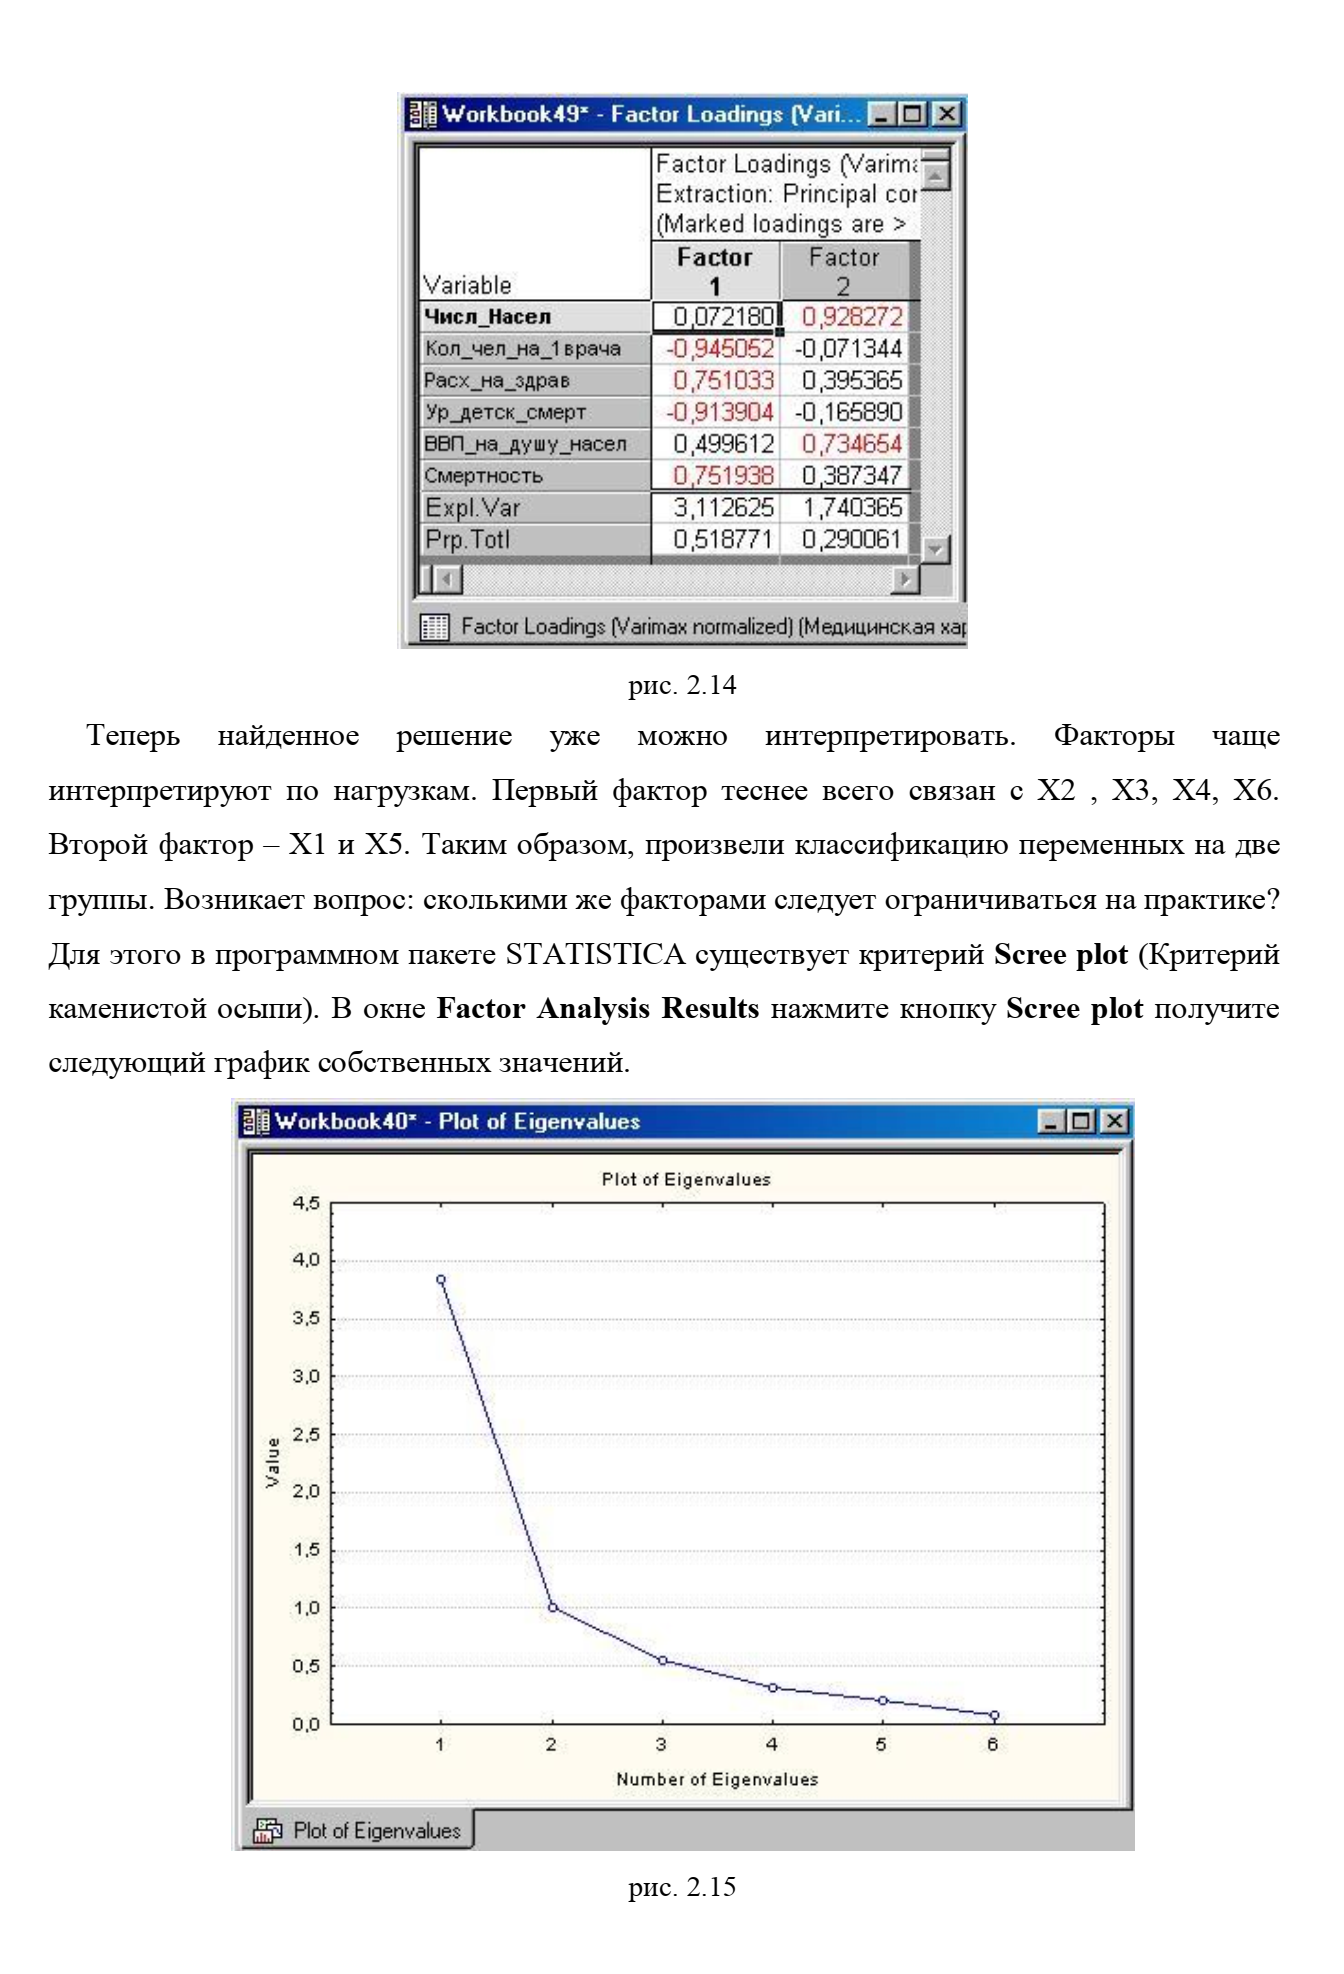 Workbook49* - Factor Loadings (Vari...
Factor Loadings (Varima
Extraction: Principal cor
(Marked loadings are >
Variable Factor 1 Factor 2
Числ_Насел 0,072180 0,928272
Кол_чел_на_1врача -0,945052 -0,071344
Расх_на_здрав 0,751033 0,395365
Ур_детск_смерт -0,913904 -0,165890
ВВП_на_душу_насел 0,499612 0,734654
Смертность 0,751938 0,387347
Expl.Var 3,112625 1,740365
Prp.Totl 0,518771 0,290061
Factor Loadings (Varimax normalized) (Медицинская хар
рис. 2.14
Теперь найденное решение уже можно интерпретировать. Факторы чаще
интерпретируют по нагрузкам. Первый фактор теснее всего связан с X2 , X3, X4, X6.
Второй фактор – X1 и X5. Таким образом, произвели классификацию переменных на две
группы. Возникает вопрос: сколькими же факторами следует ограничиваться на практике?
Для этого в программном пакете STATISTICA существует критерий Scree plot (Критерий
каменистой осыпи). В окне Factor Analysis Results нажмите кнопку Scree plot получите
следующий график собственных значений.
Workbook40* - Plot of Eigenvalues
Plot of Eigenvalues
4,5
4,0
3,5
3,0
2,5
2,0
1,5
1,0
0,5
0,0
Value
1 2 3 4 5 6
Number of Eigenvalues
Plot of Eigenvalues
рис. 2.15